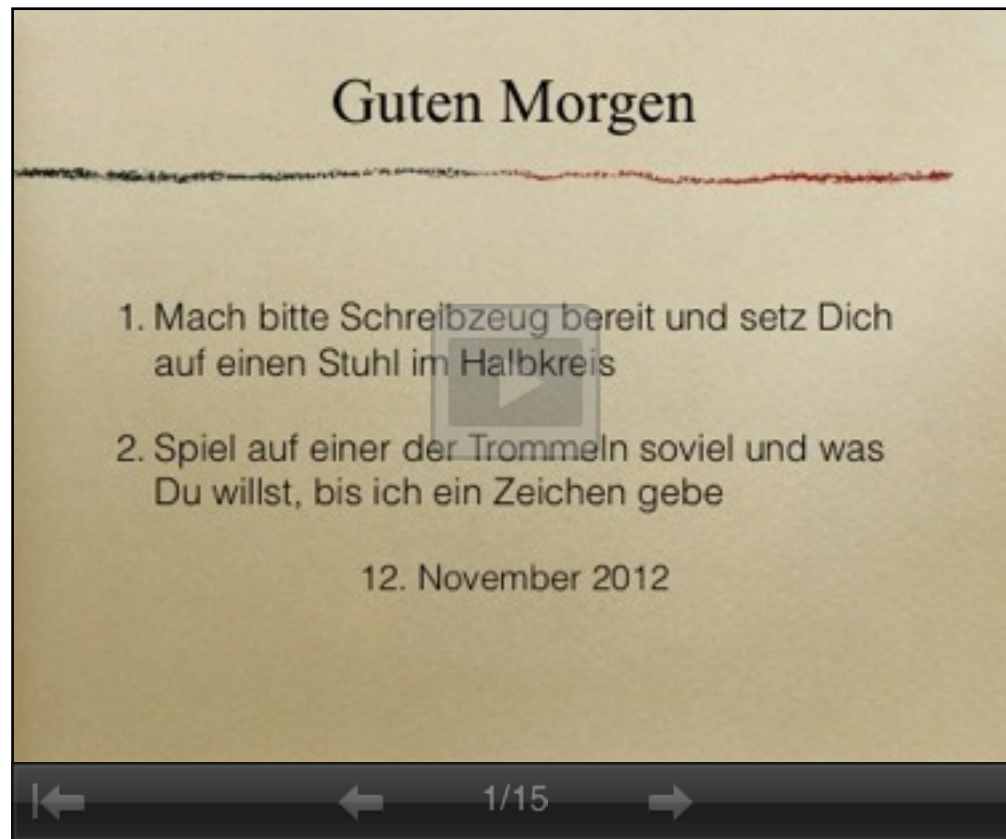 Guten Morgen
1. Mach bitte Schreibzeug bereit und setz Dich
auf einen Stuhl im Halbkreis
2. Spiel auf einer der Trommeln soviel und was
Du willst, bis ich ein Zeichen gebe
12. November 2012
1/15